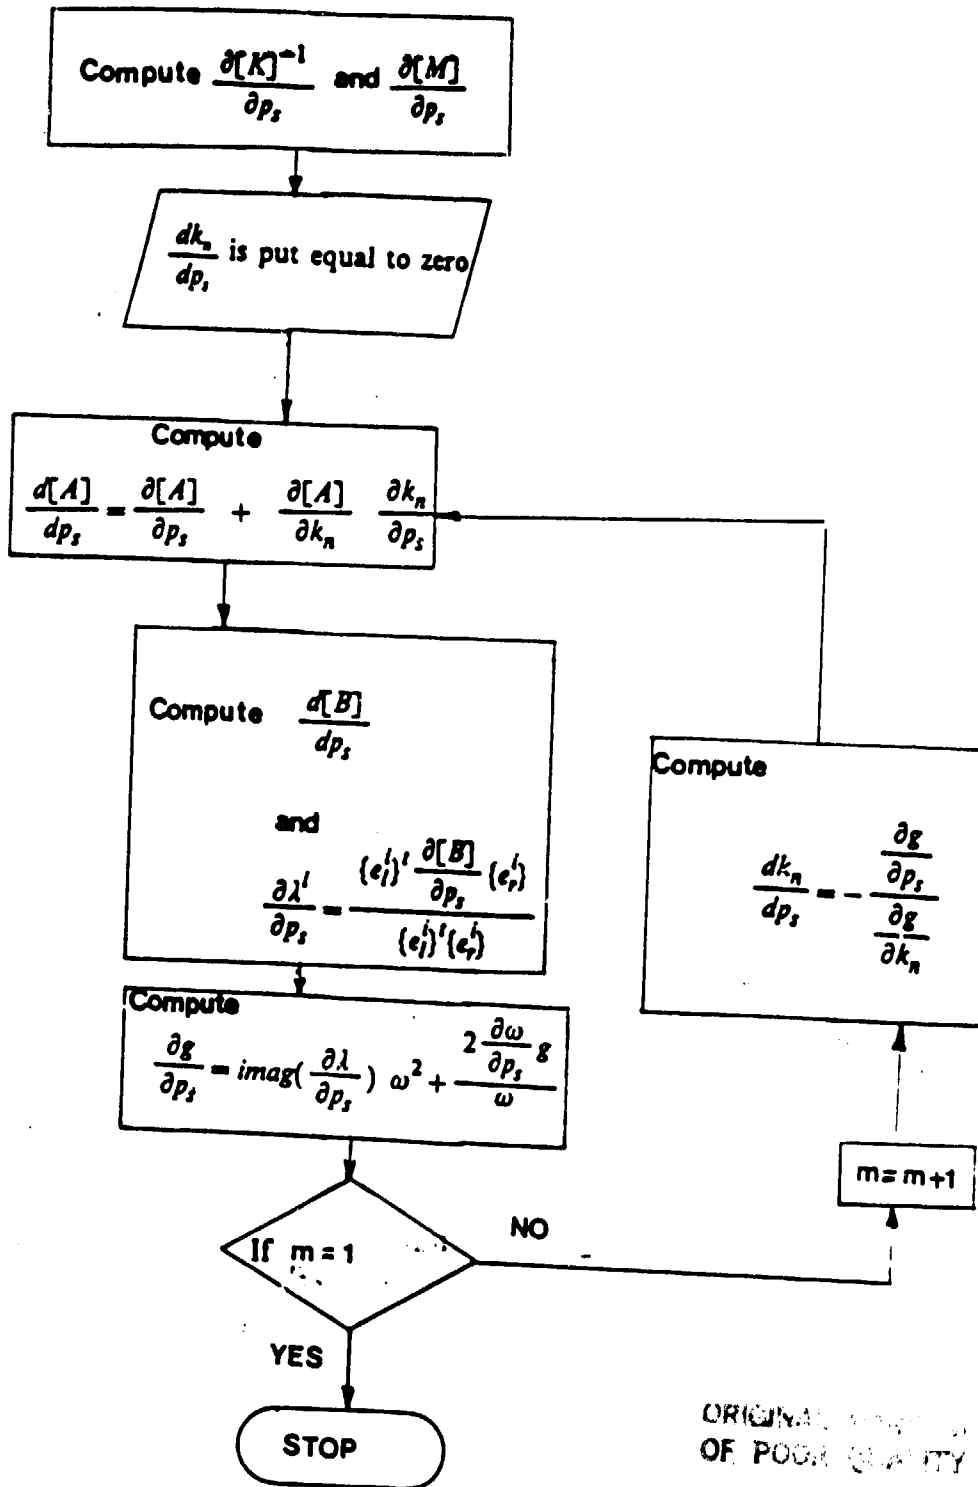 Compute ∂[K]⁻¹/∂pₛ and ∂[M]/∂pₛ
dkₙ/dpₛ is put equal to zero
Compute
d[A]/dpₛ = ∂[A]/∂pₛ + ∂[A]/∂kₙ ∂kₙ/∂pₛ
Compute d[B]/dpₛ
and
∂λⁱ/∂pₛ = {eₗⁱ}ᵗ ∂[B]/∂pₛ {eᵣⁱ} / {eₗⁱ}ᵗ{eᵣⁱ}
Compute
∂g/∂pₛ = imag(∂λ/∂pₛ) ω² + 2 ∂ω/∂pₛ g / ω
If m = 1
NO
YES
STOP
m = m+1
Compute
dkₙ/dpₛ = - ∂g/∂pₛ / ∂g/∂kₙ
OF POOR